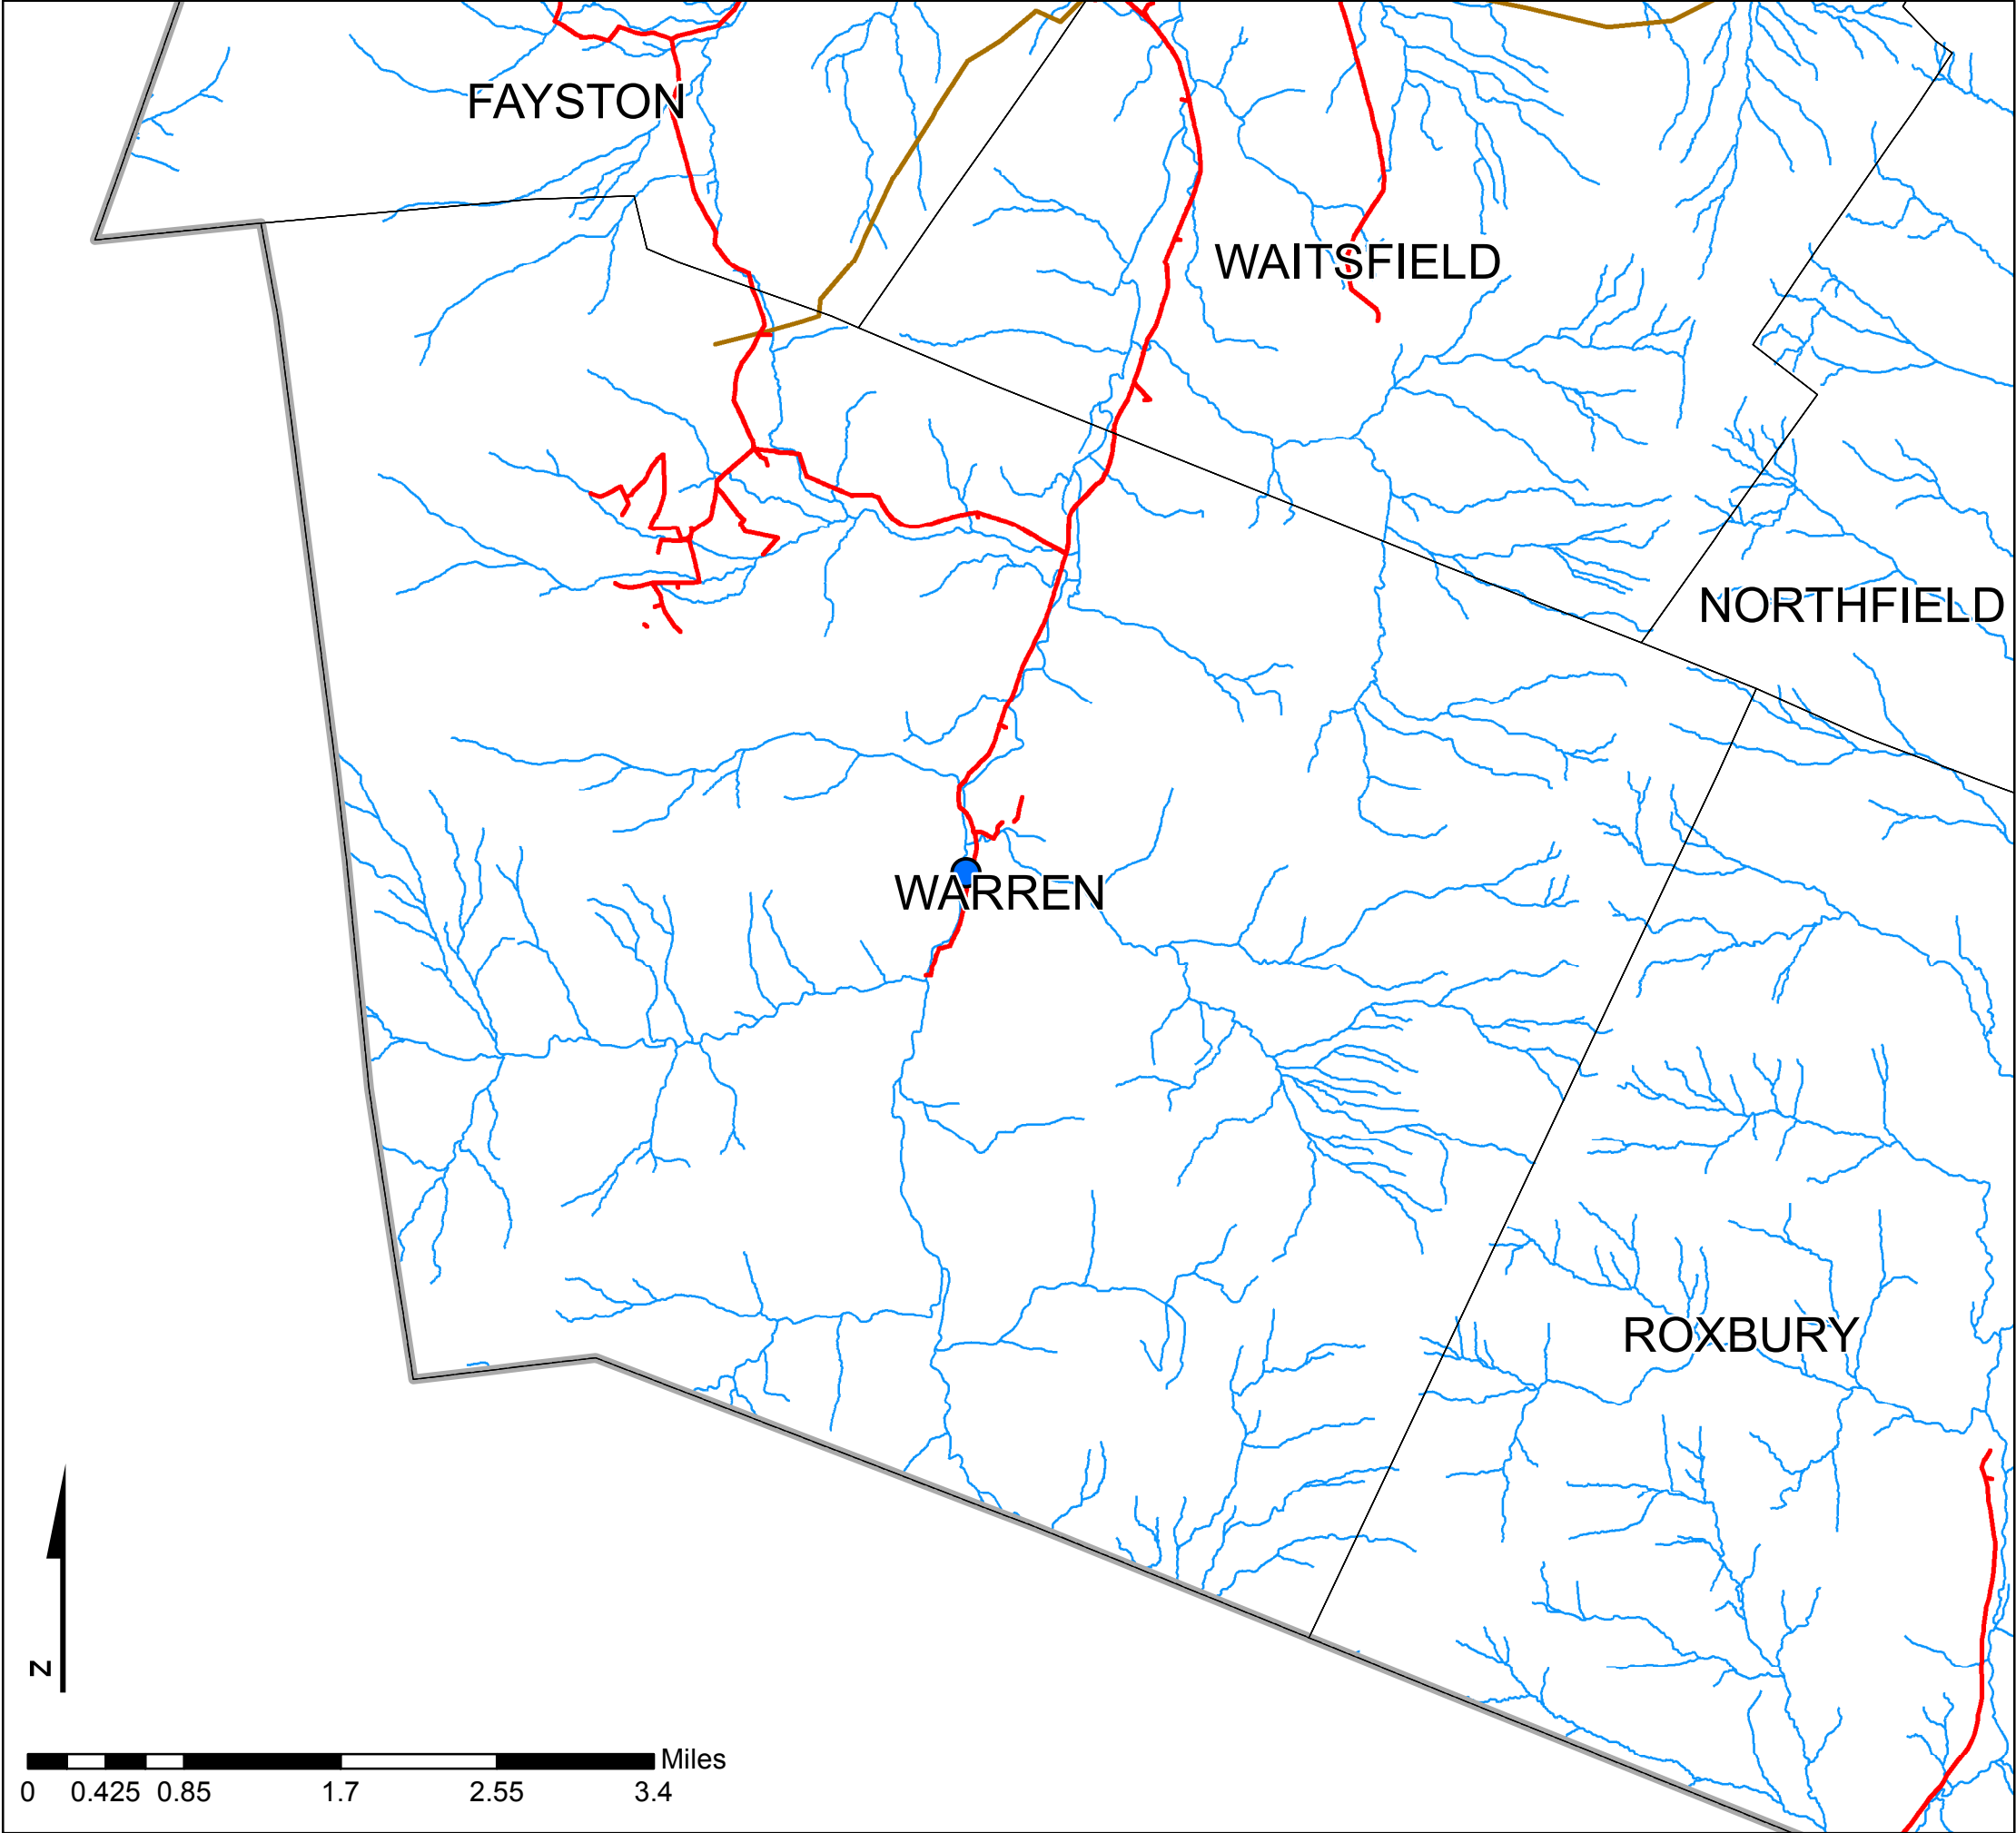 FAYSTON
WAITSFIELD
NORTHFIELD
WARREN
ROXBURY
N
Miles
0 0.425 0.85 1.7 2.55 3.4